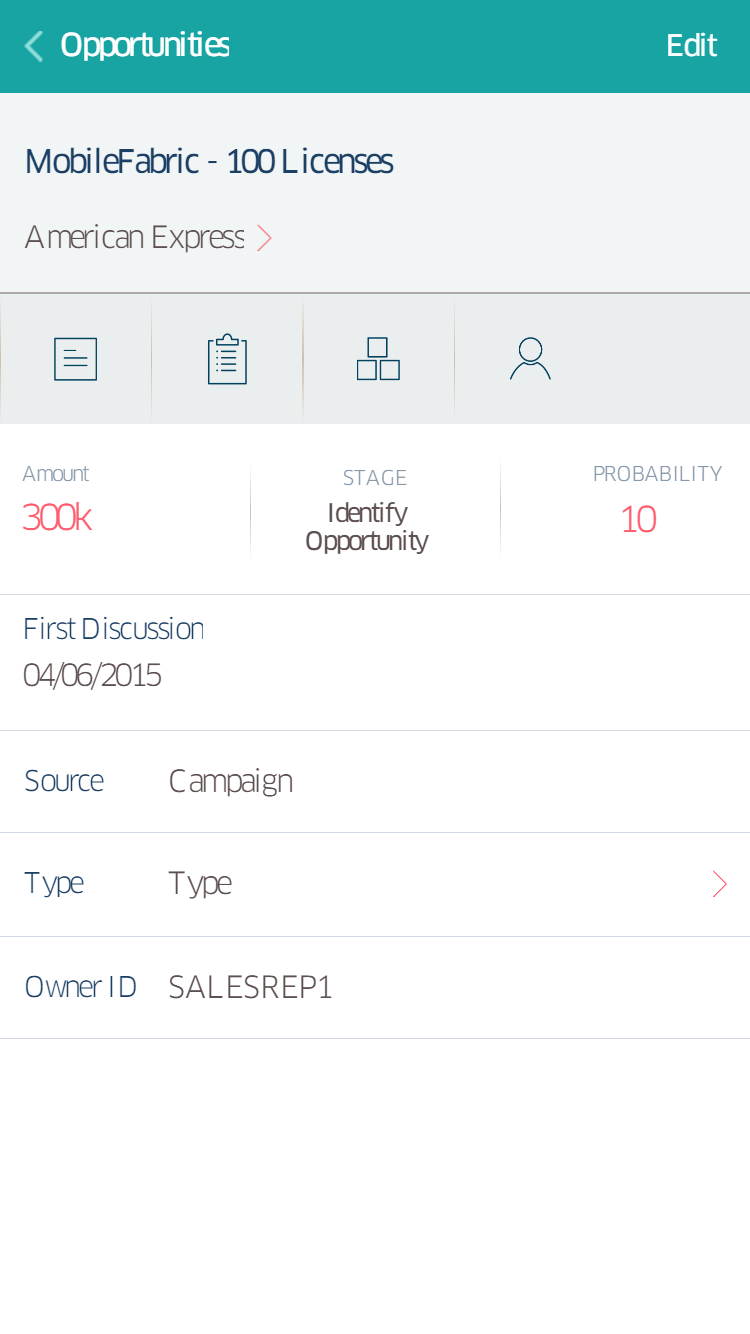 Opportunities Edit
MobileFabric - 100 Licenses
American Express
Amount STAGE PROBABILITY
300k Identify Opportunity 10
First Discussion
04/06/2015
Source Campaign
Type Type
Owner ID SALESREP1